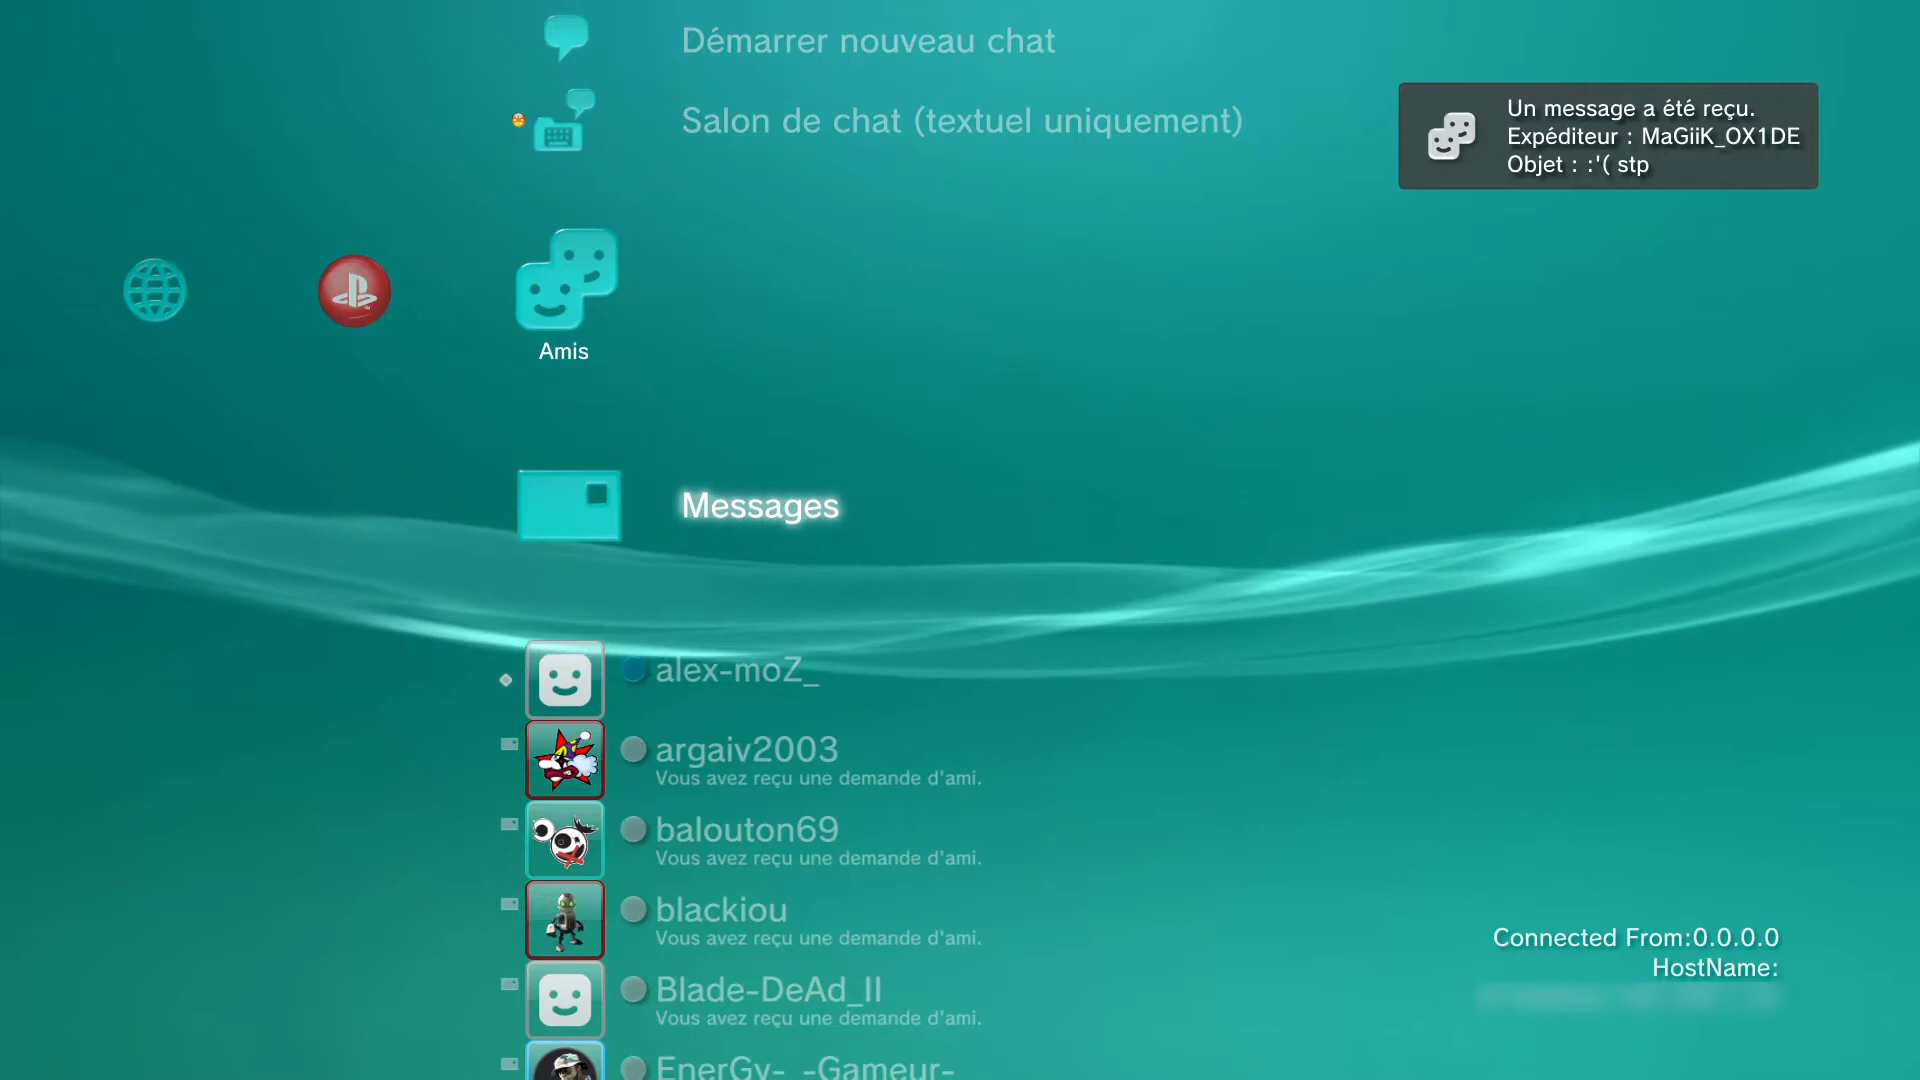 Démarrer nouveau chat
Salon de chat (textuel uniquement)
Un message a été reçu.
Expéditeur : MaGiiK_OX1DE
Objet : :'( stp
Amis
Messages
alex-moZ_
argaiv2003
Vous avez reçu une demande d'ami.
balouton69
Vous avez reçu une demande d'ami.
blackiou
Vous avez reçu une demande d'ami.
Blade-DeAd_II
Vous avez reçu une demande d'ami.
EnerGy-_-Gameur-
Connected From:0.0.0.0
HostName: